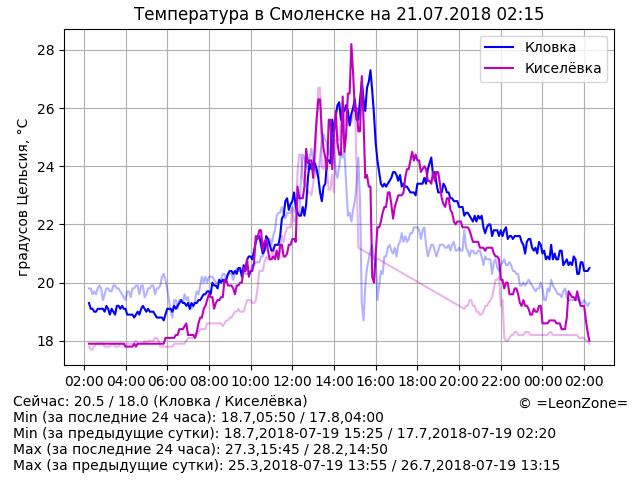 Температура в Смоленске на 21.07.2018 02:15
градусов Цельсия, °C
28
26
24
22
20
18
Кловка
Киселёвка
02:00 04:00 06:00 08:00 10:00 12:00 14:00 16:00 18:00 20:00 22:00 00:00 02:00
Сейчас: 20.5 / 18.0 (Кловка / Киселёвка)
© =LeonZone=
Min (за последние 24 часа): 18.7,05:50 / 17.8,04:00
Min (за предыдущие сутки): 18.7,2018-07-19 15:25 / 17.7,2018-07-19 02:20
Max (за последние 24 часа): 27.3,15:45 / 28.2,14:50
Max (за предыдущие сутки): 25.3,2018-07-19 13:55 / 26.7,2018-07-19 13:15